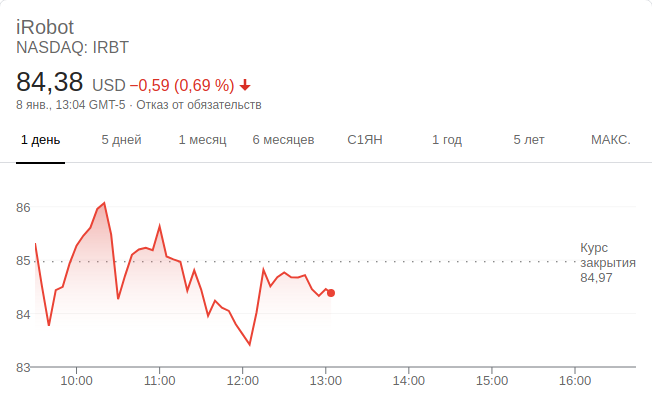 iRobot
NASDAQ: IRBT
84,38 USD −0,59 (0,69 %)
8 янв., 13:04 GMT-5 · Отказ от обязательств
1 день 5 дней 1 месяц 6 месяцев С1ЯН 1 год 5 лет МАКС.
86
85
84
83
Курс
закрытия
84,97
10:00 11:00 12:00 13:00 14:00 15:00 16:00